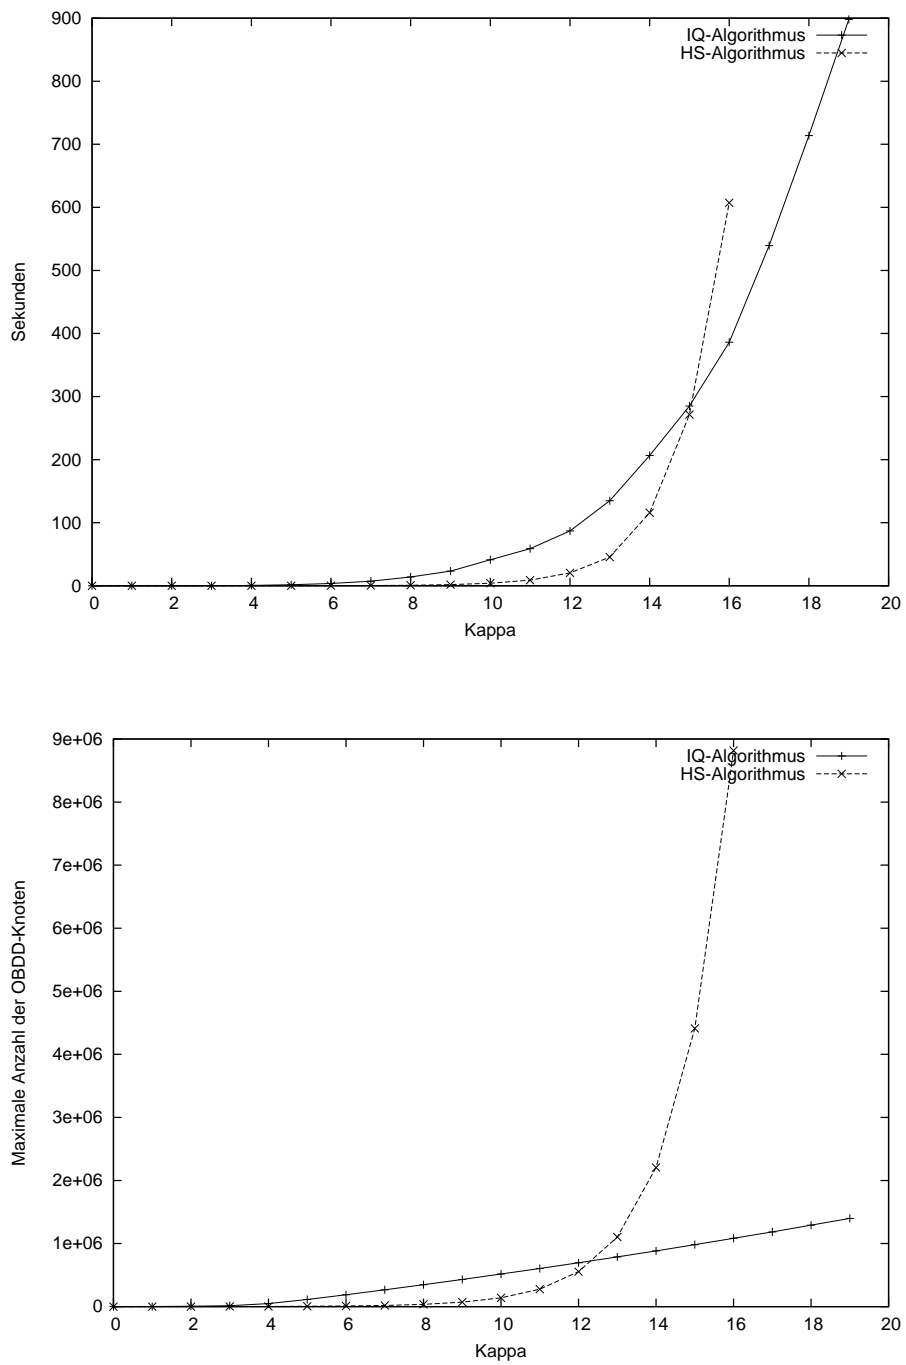 900
800
700
600
500
400
300
200
100
0
Sekunden
IQ-Algorithmus
HS-Algorithmus
0 2 4 6 8 10 12 14 16 18 20
Kappa
9e+06
8e+06
7e+06
6e+06
5e+06
4e+06
3e+06
2e+06
1e+06
0
Maximale Anzahl der OBDD-Knoten
IQ-Algorithmus
HS-Algorithmus
0 2 4 6 8 10 12 14 16 18 20
Kappa